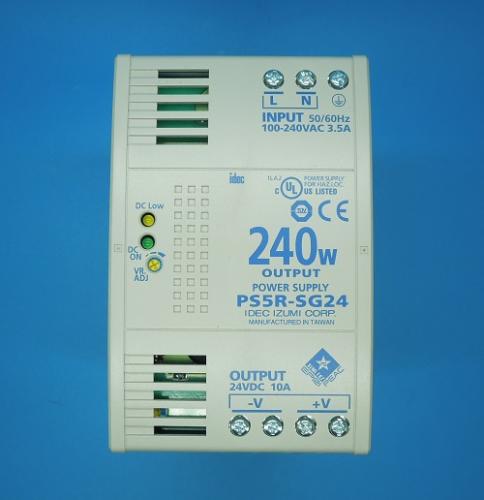 L N
INPUT 50/60Hz
100-240VAC 3.5A
idec
C UL US LISTED
POWER SUPPLY
FOR HAZ.LOC.
CE
DC Low
DC
ON
VR.
ADJ
240W
OUTPUT
POWER SUPPLY
PS5R-SG24
IDEC IZUMI CORP.
MANUFACTURED IN TAIWAN
OUTPUT
24VDC 10A
-V +V